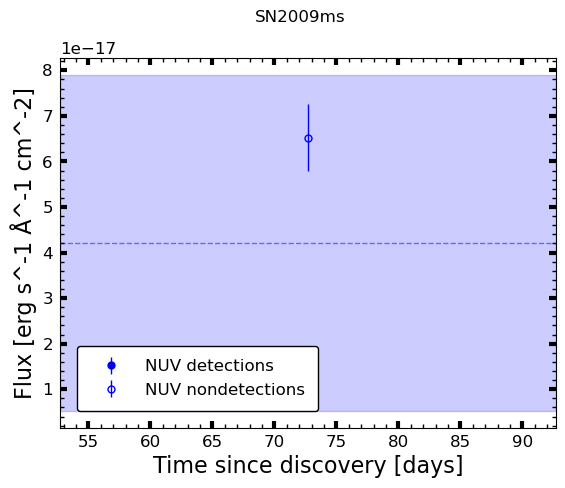 SN2009ms
1e−17
8
7
6
5
4
3
2
1
Flux [erg s^-1 Å^-1 cm^-2]
NUV detections
NUV nondetections
55 60 65 70 75 80 85 90
Time since discovery [days]